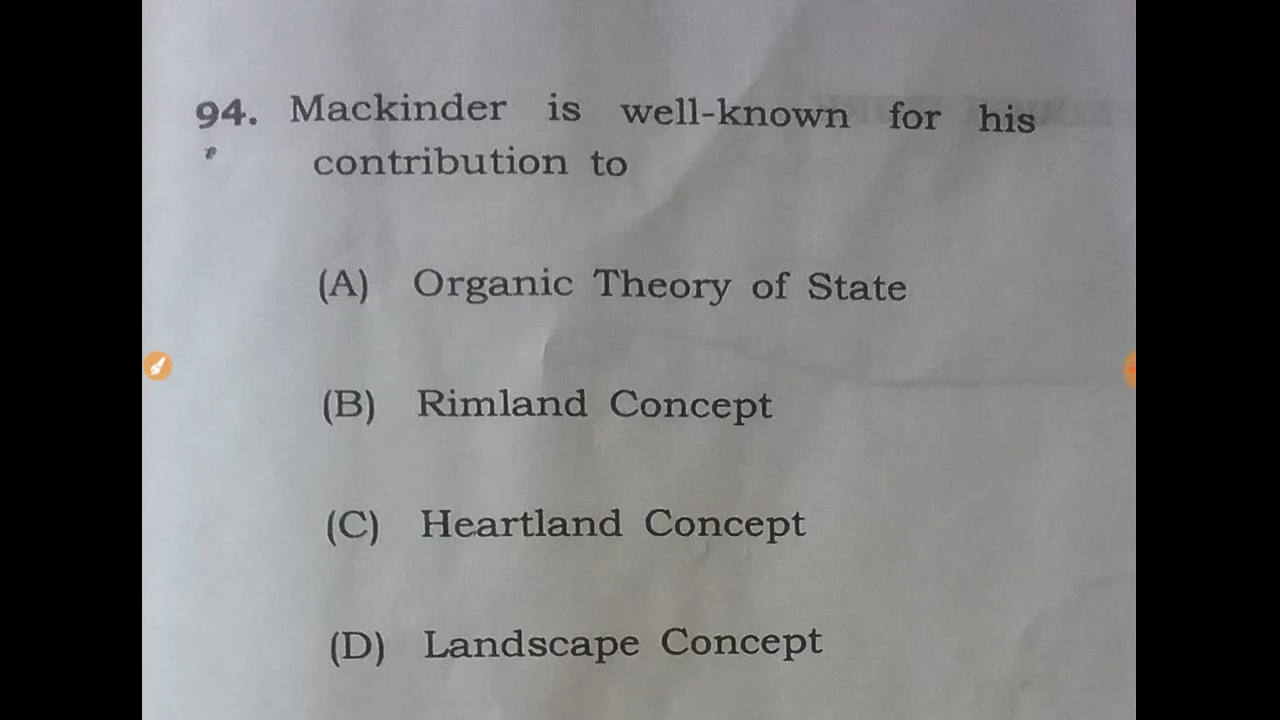 94. Mackinder is well-known for his
contribution to
(A) Organic Theory of State
(B) Rimland Concept
(C) Heartland Concept
(D) Landscape Concept